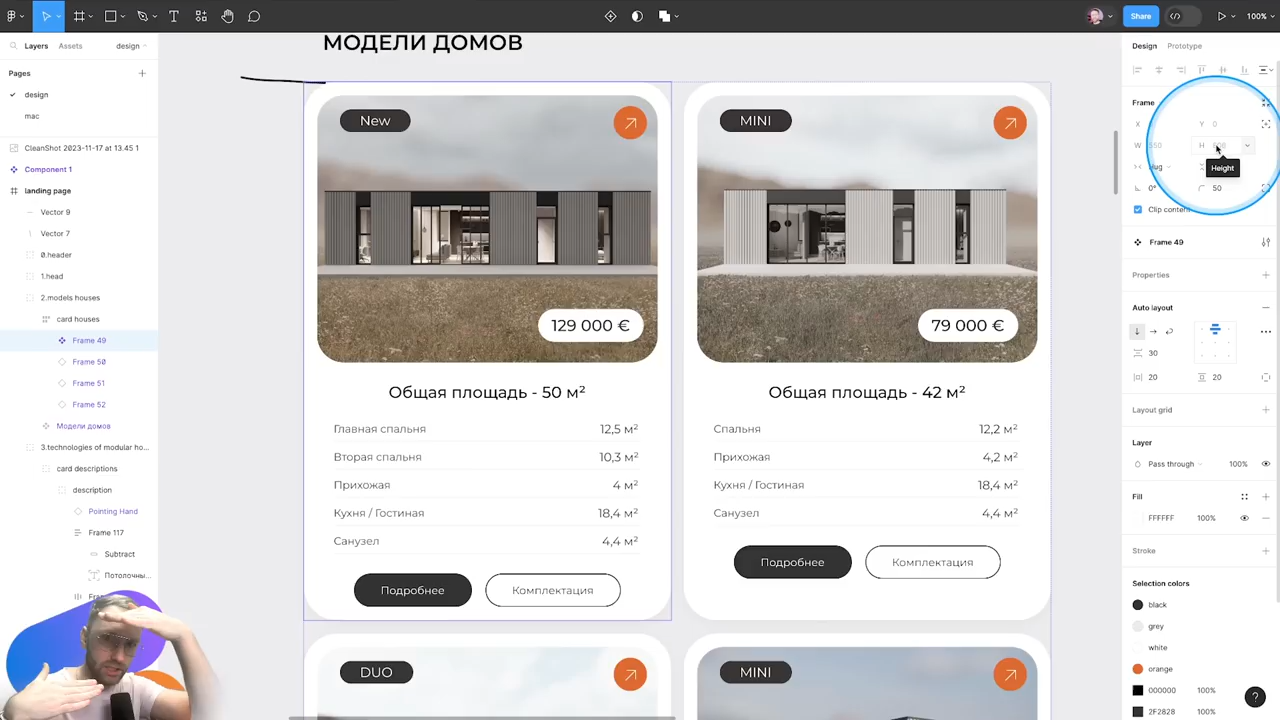 Share
100%
Layers
Assets
design
Pages
design
mac
CleanShot 2023-11-17 at 13.45 1
Component 1
landing page
Vector 9
Vector 7
0.header
1.head
2.models houses
card houses
Frame 49
Frame 50
Frame 51
Frame 52
Модели домов
3.technologies of modular ho...
card descriptions
description
Pointing Hand
Frame 117
Subtract
Потолочны...
МОДЕЛИ ДОМОВ
New
129 000 €
Общая площадь - 50 м²
Главная спальня 12,5 м²
Вторая спальня 10,3 м²
Прихожая 4 м²
Кухня / Гостиная 18,4 м²
Санузел 4,4 м²
Подробнее
Комплектация
MINI
79 000 €
Общая площадь - 42 м²
Спальня 12,2 м²
Прихожая 4,2 м²
Кухня / Гостиная 18,4 м²
Санузел 4,4 м²
Подробнее
Комплектация
DUO
MINI
Design
Prototype
Frame
X
Y 0
W
H
Height
0°
50
Clip content
Frame 49
Properties
Auto layout
30
20
20
Layout grid
Layer
Pass through
100%
Fill
FFFFFF
100%
Stroke
Selection colors
black
grey
white
orange
000000
100%
2F2828
100%
?